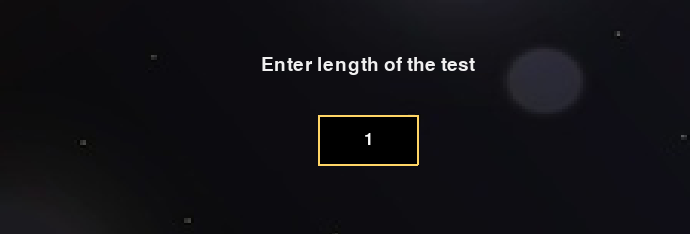 Enter length of the test
1